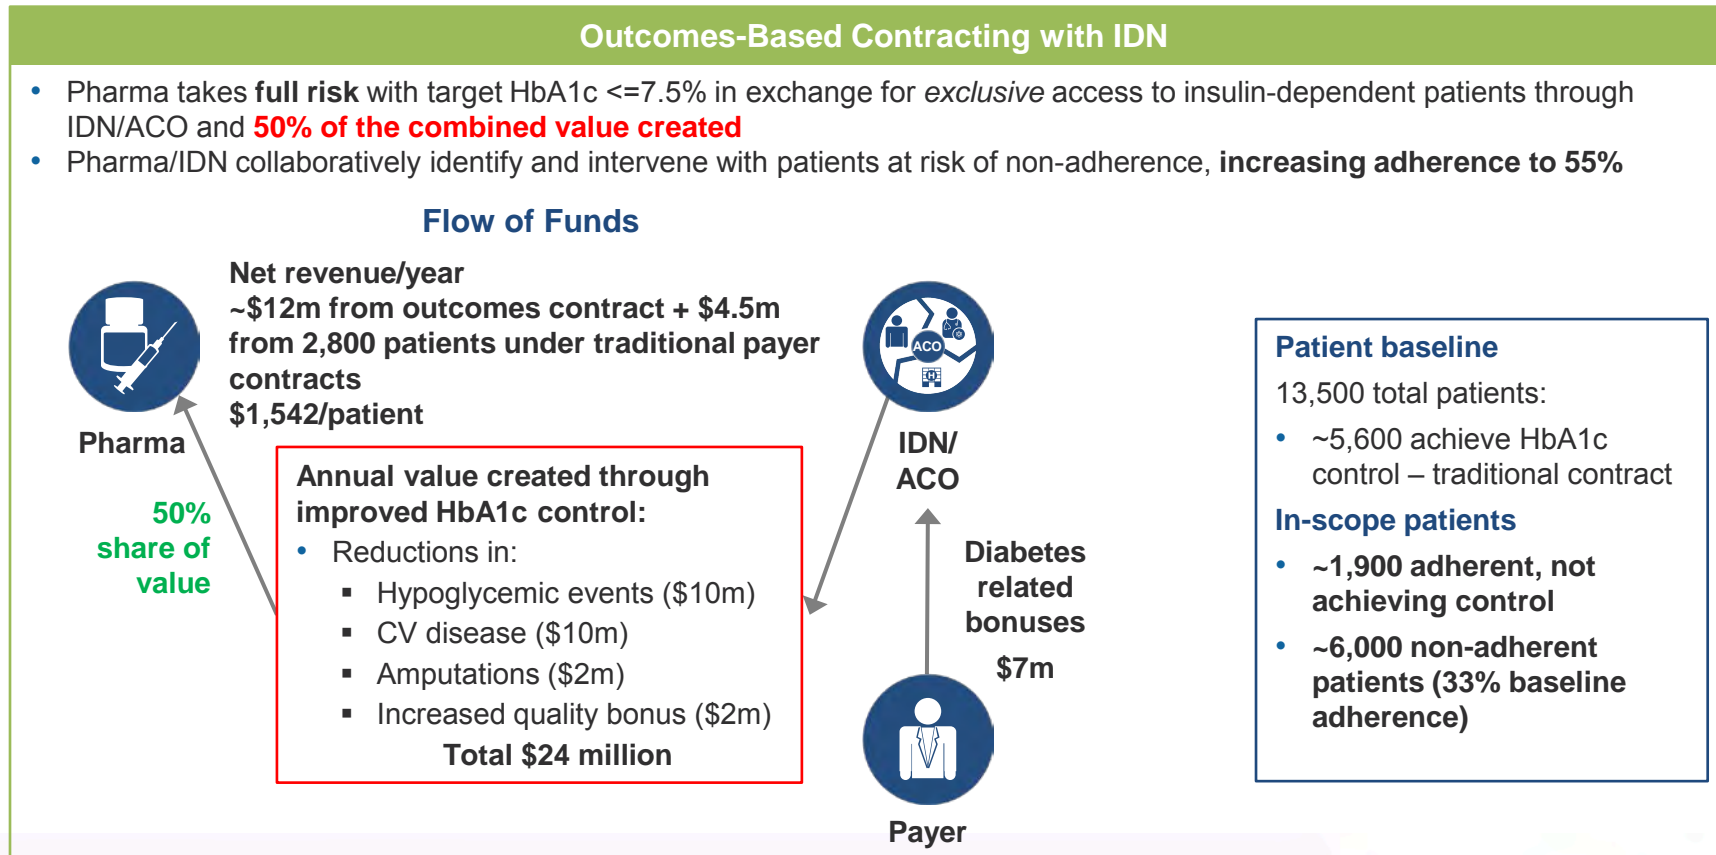 Outcomes-Based Contracting with IDN
• Pharma takes full risk with target HbA1c <=7.5% in exchange for exclusive access to insulin-dependent patients through
IDN/ACO and 50% of the combined value created
• Pharma/IDN collaboratively identify and intervene with patients at risk of non-adherence, increasing adherence to 55%
Flow of Funds
Net revenue/year
~$12m from outcomes contract + $4.5m
from 2,800 patients under traditional payer
contracts
$1,542/patient
Pharma
50%
share of
value
Annual value created through
improved HbA1c control:
• Reductions in:
▪ Hypoglycemic events ($10m)
▪ CV disease ($10m)
▪ Amputations ($2m)
▪ Increased quality bonus ($2m)
Total $24 million
ACO
H
IDN/
ACO
Diabetes
related
bonuses
$7m
Payer
Patient baseline
13,500 total patients:
• ~5,600 achieve HbA1c
control – traditional contract
In-scope patients
• ~1,900 adherent, not
achieving control
• ~6,000 non-adherent
patients (33% baseline
adherence)